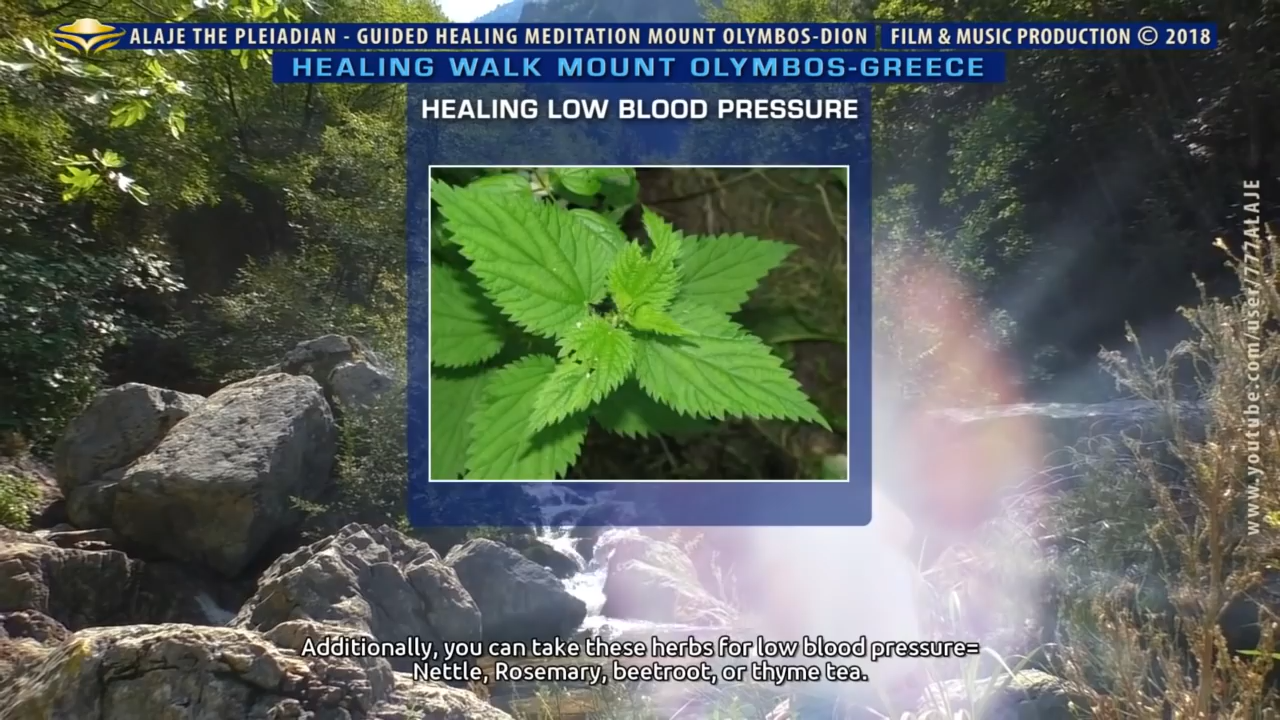 ALAJE THE PLEIADIAN - GUIDED HEALING MEDITATION MOUNT OLYMBOS-DION FILM & MUSIC PRODUCTION © 2018
HEALING WALK MOUNT OLYMBOS-GREECE
HEALING LOW BLOOD PRESSURE
www.youtube.com/user/777ALAJE
Additionally, you can take these herbs for low blood pressure=
Nettle, Rosemary, beetroot, or thyme tea.